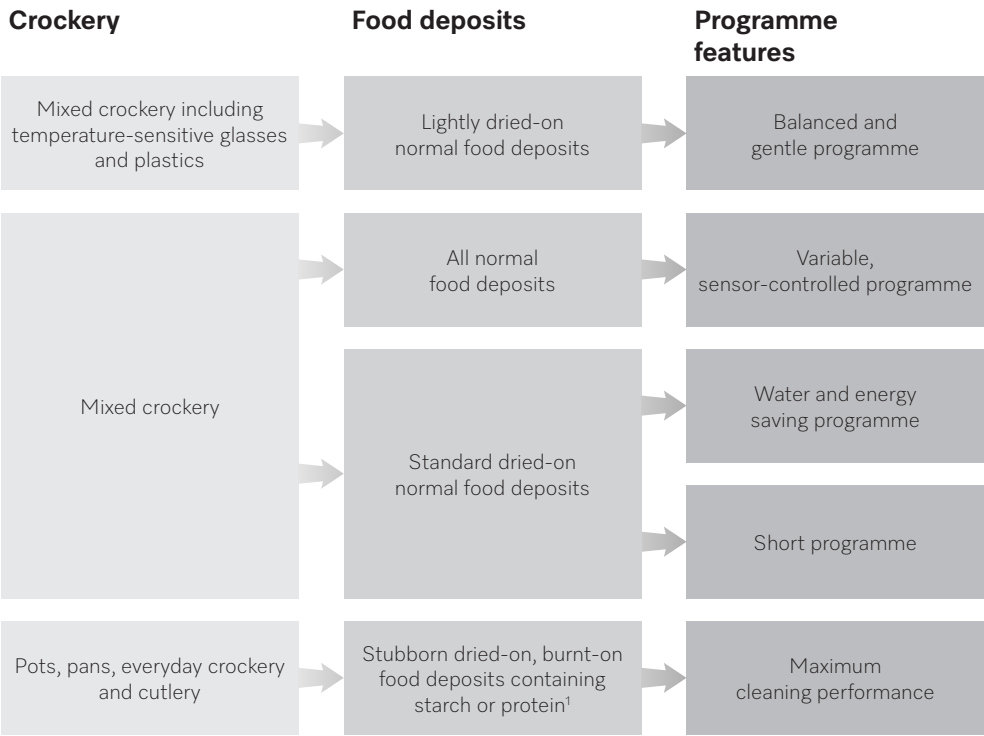 Crockery
Food deposits
Programme
features
Mixed crockery including
temperature-sensitive glasses
and plastics
Lightly dried-on
normal food deposits
Balanced and
gentle programme
Mixed crockery
All normal
food deposits
Variable,
sensor-controlled programme
Standard dried-on
normal food deposits
Water and energy
saving programme
Short programme
Pots, pans, everyday crockery
and cutlery
Stubborn dried-on, burnt-on
food deposits containing
starch or protein¹
Maximum
cleaning performance